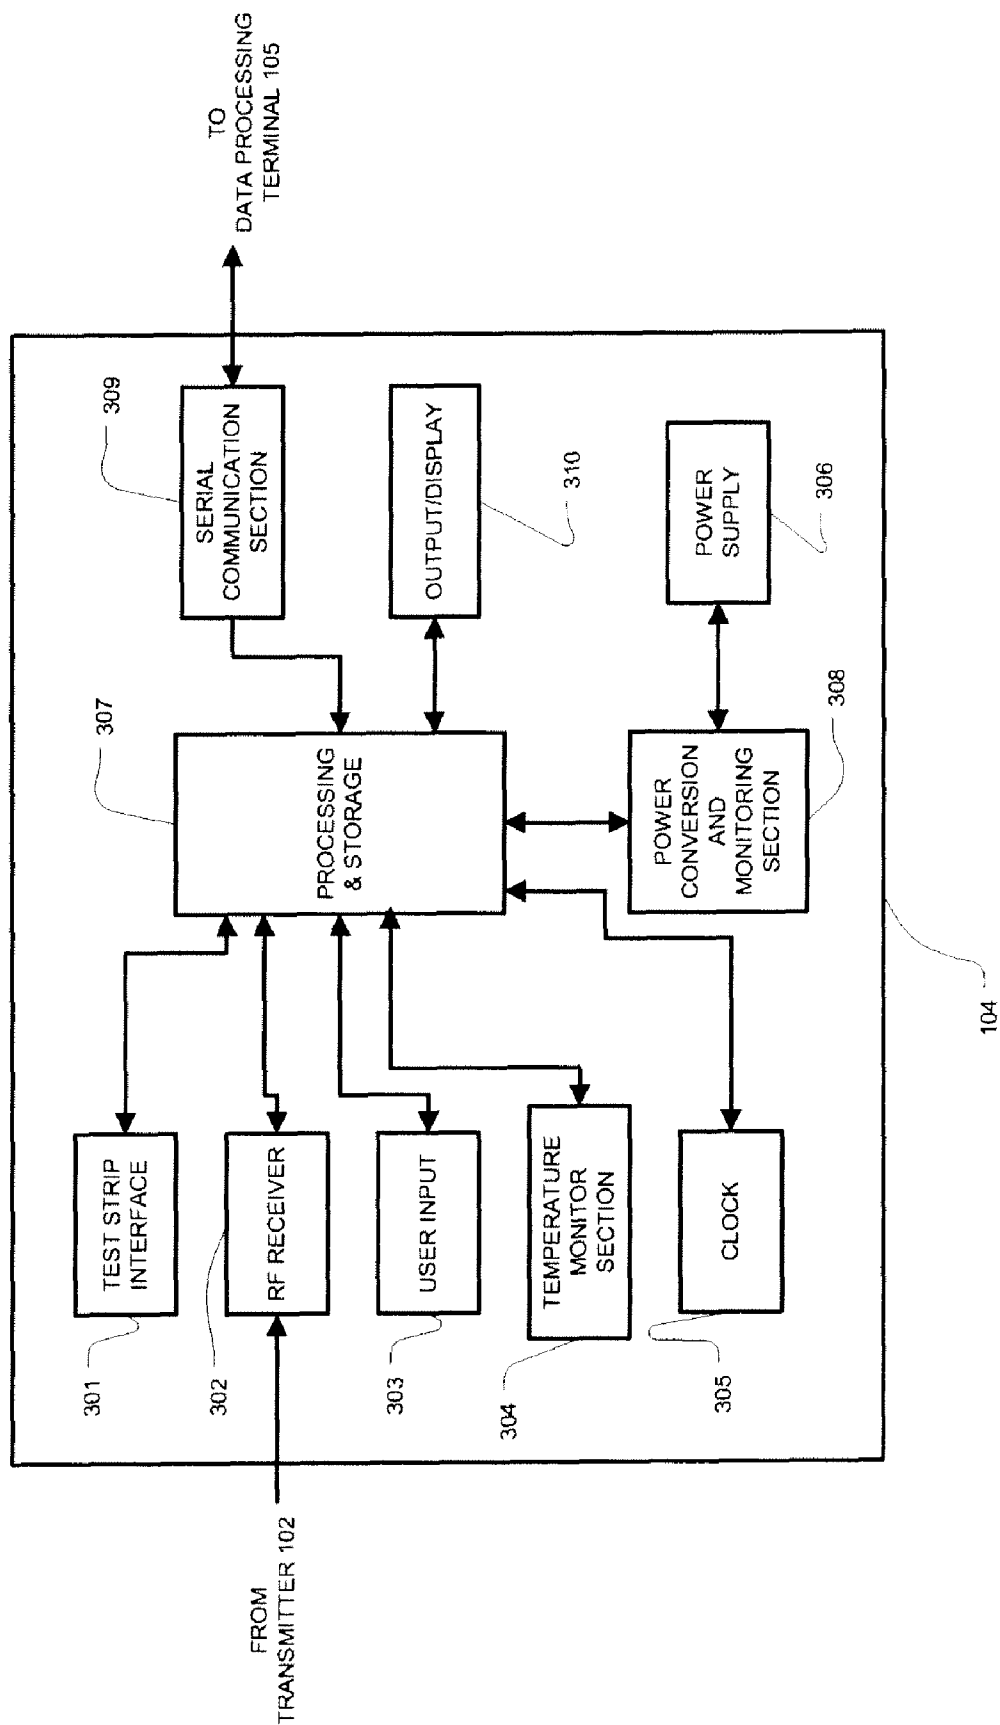 TO
DATA PROCESSING
TERMINAL 105
309
SERIAL
COMMUNICATION
SECTION
OUTPUT/DISPLAY
310
POWER
SUPPLY
306
307
PROCESSING
& STORAGE
POWER
CONVERSION
AND
MONITORING
SECTION
308
TEST STRIP
INTERFACE
301
RF RECEIVER
302
USER INPUT
303
TEMPERATURE
MONITOR
SECTION
304
CLOCK
305
104
FROM
TRANSMITTER 102